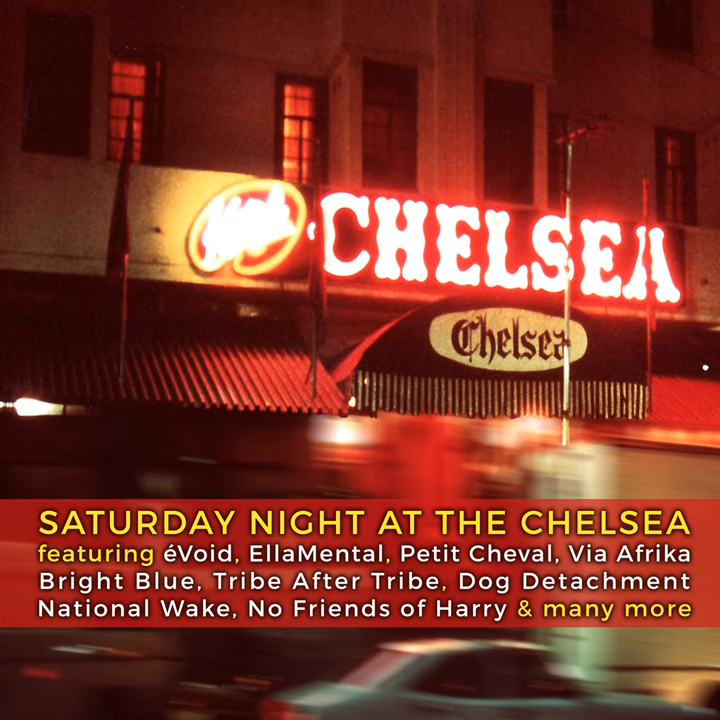 CHELSEA
Chelsea
SATURDAY NIGHT AT THE CHELSEA
featuring éVoid, EllaMental, Petit Cheval, Via Afrika
Bright Blue, Tribe After Tribe, Dog Detachment
National Wake, No Friends of Harry & many more